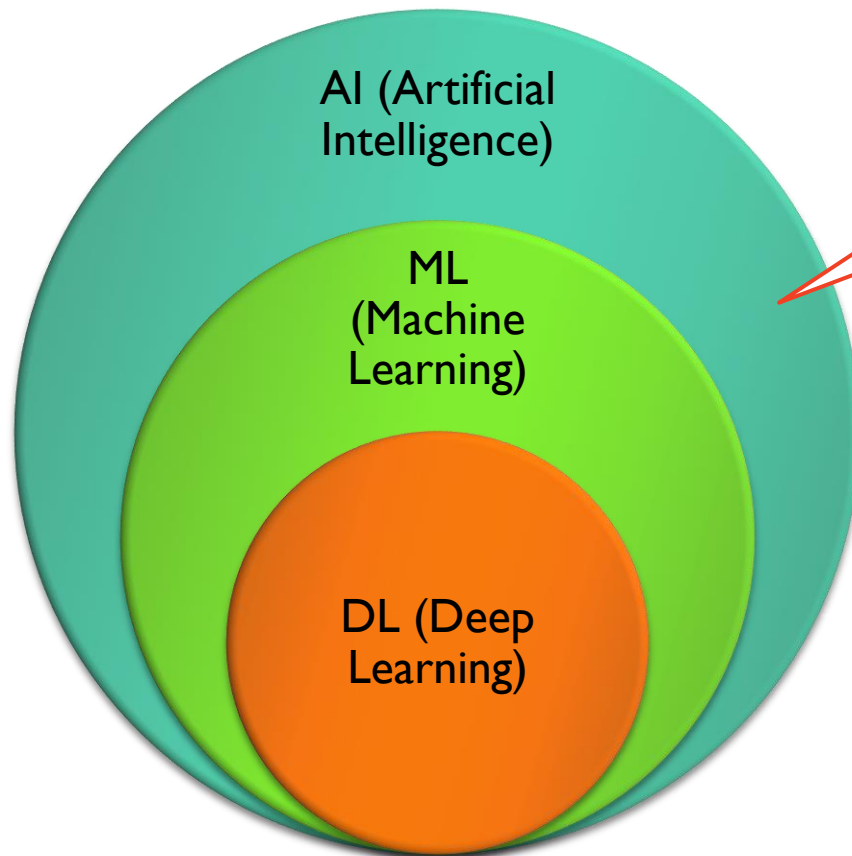 AI (Artificial
Intelligence)
ML
(Machine
Learning)
DL (Deep
Learning)